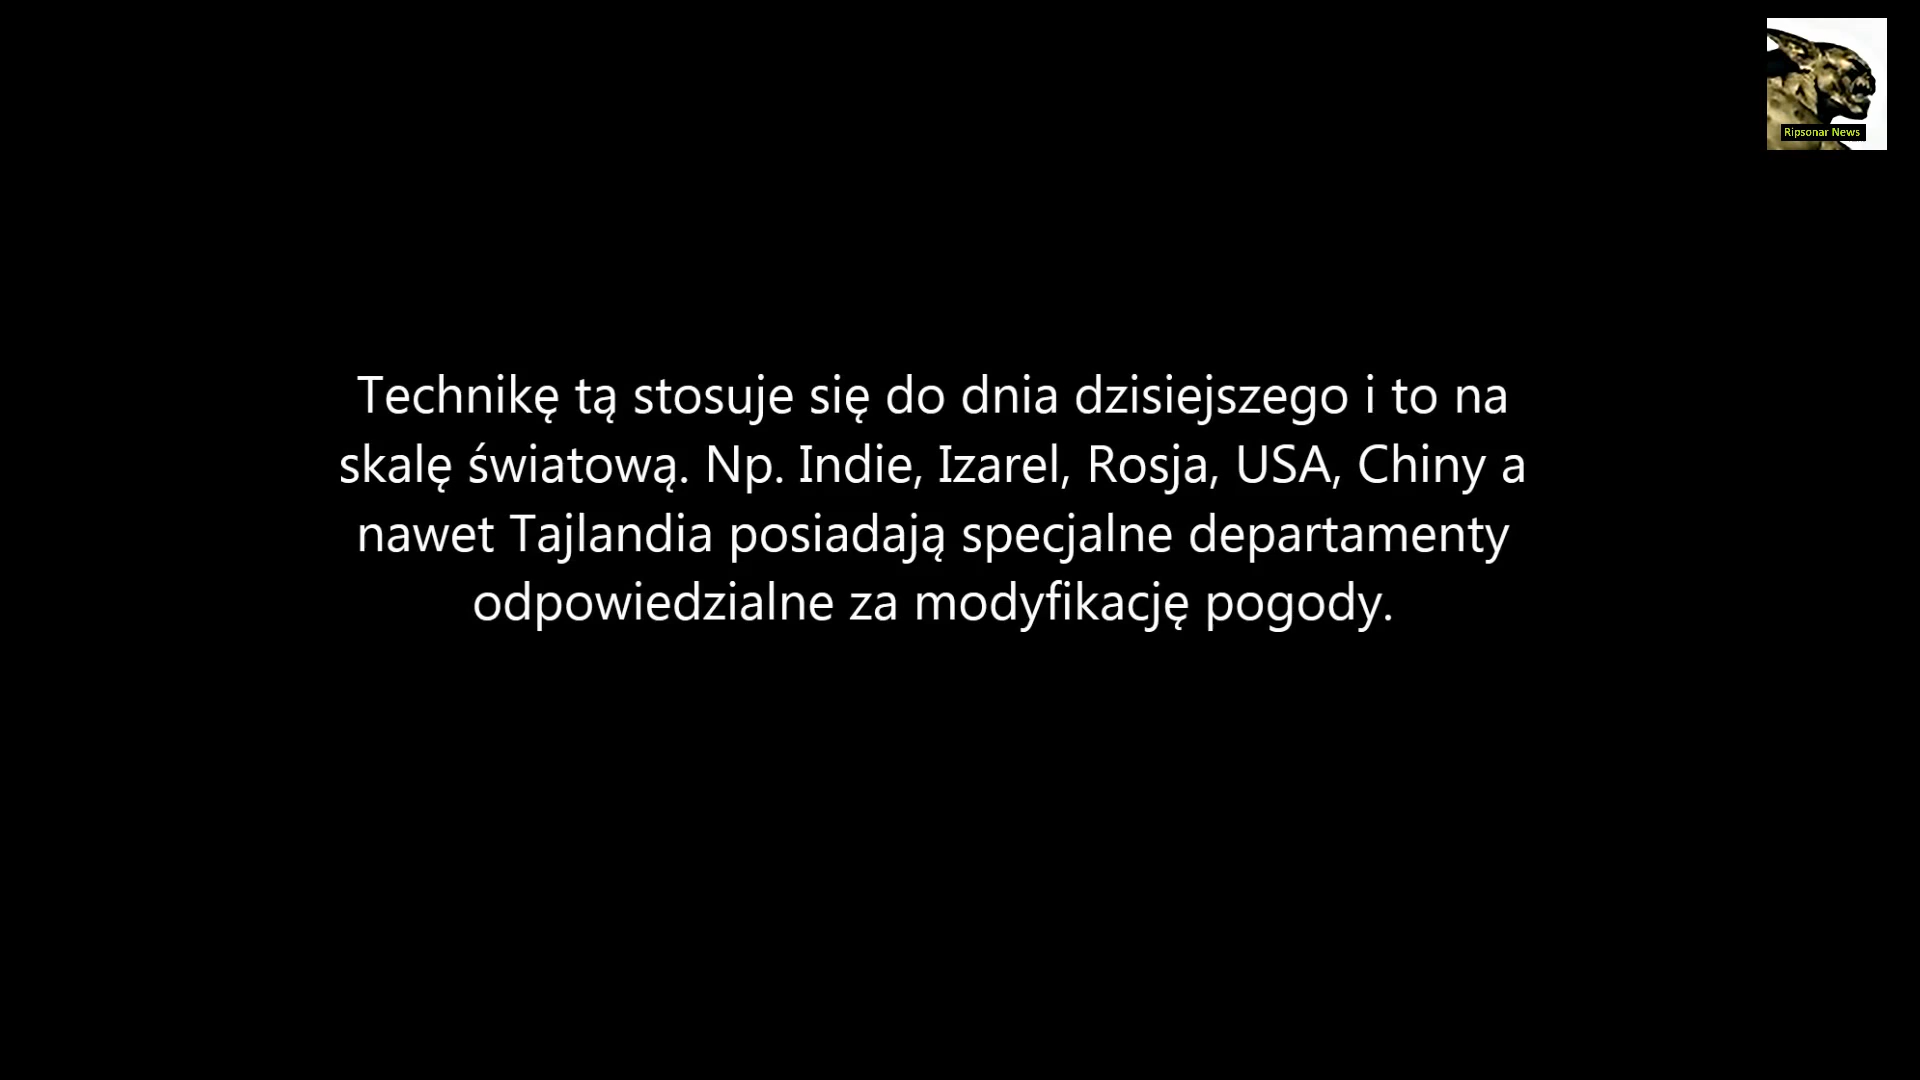 Ripsonar News
Technikę tą stosuje się do dnia dzisiejszego i to na
skalę światową. Np. Indie, Izarel, Rosja, USA, Chiny a
nawet Tajlandia posiadają specjalne departamenty
odpowiedzialne za modyfikację pogody.